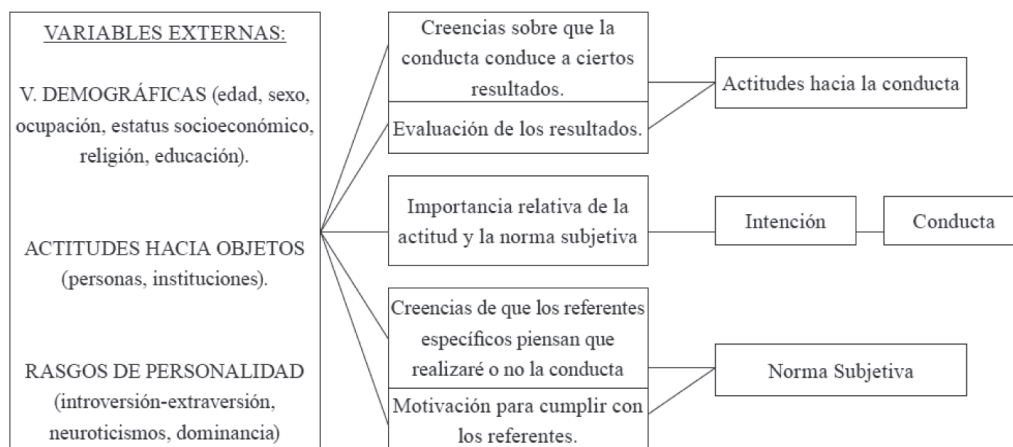 VARIABLES EXTERNAS:
V. DEMOGRÁFICAS (edad, sexo,
ocupación, estatus socioeconómico,
religión, educación).
ACTITUDES HACIA OBJETOS
(personas, instituciones).
RASGOS DE PERSONALIDAD
(introversión-extraversión,
neuroticismos, dominancia)
Creencias sobre que la
conducta conduce a ciertos
resultados.
Evaluación de los resultados.
Importancia relativa de la
actitud y la norma subjetiva
Creencias de que los referentes
específicos piensan que
realizaré o no la conducta
Motivación para cumplir con
los referentes.
Actitudes hacia la conducta
Intención
Conducta
Norma Subjetiva